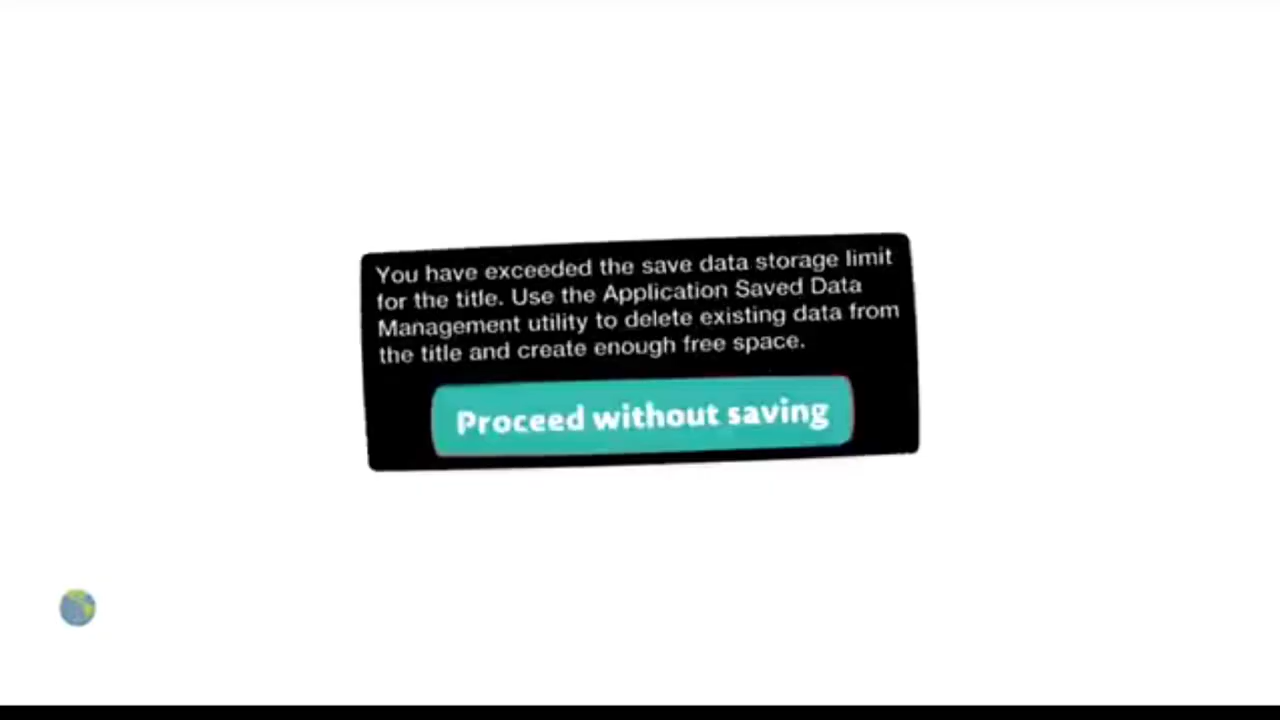 You have exceeded the save data storage limit
for the title. Use the Application Saved Data
Management utility to delete existing data from
the title and create enough free space.
Proceed without saving